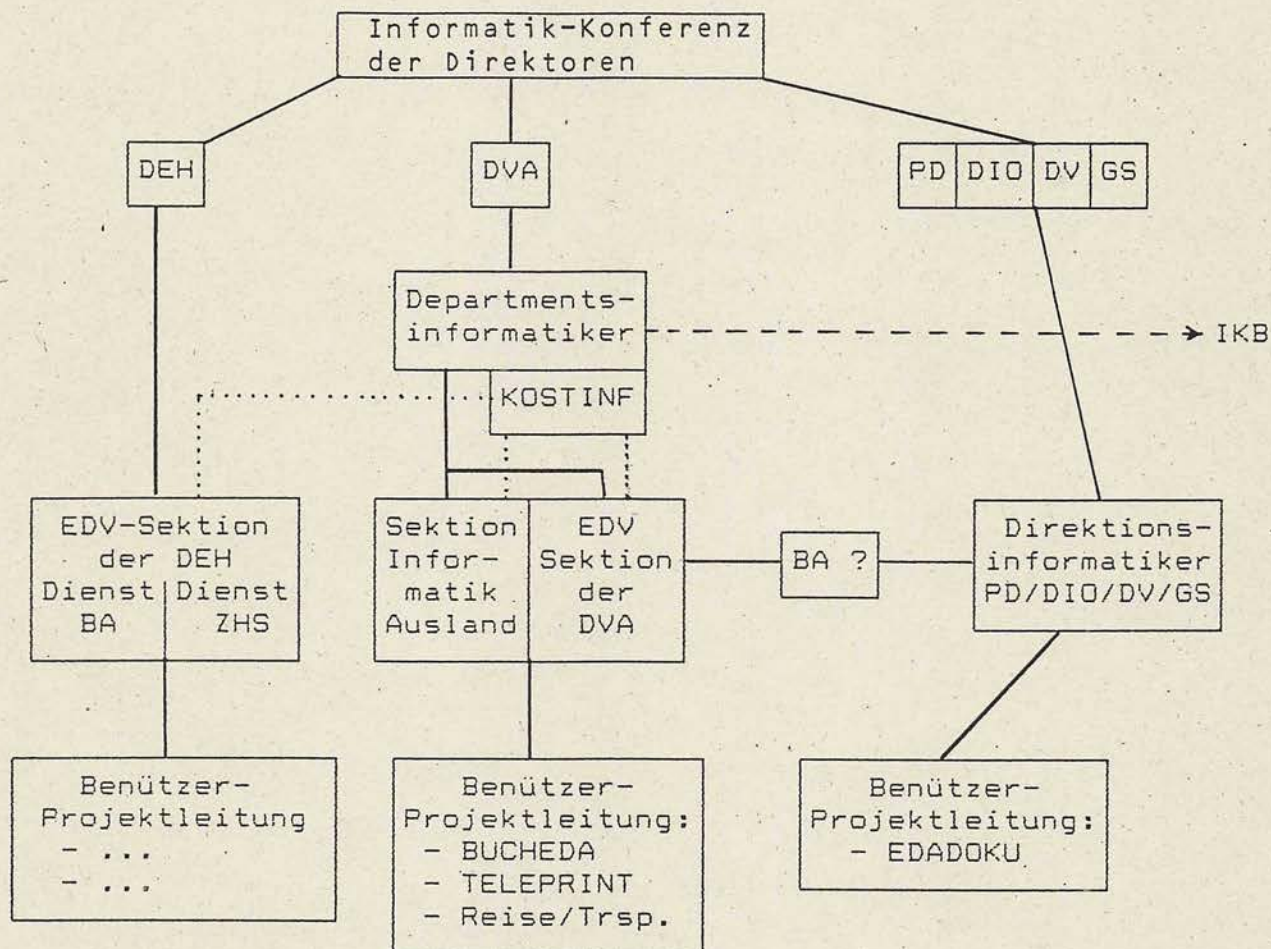 Informatik-Konferenz
der Direktoren
DEH
DVA
PD DIO DV GS
Departments-
informatiker
IKB
KOSTINF
EDV-Sektion
der DEH
Dienst Dienst
BA ZHS
Sektion
Infor-
matik
Ausland
EDV
Sektion
der
DVA
BA ?
Direktions-
informatiker
PD/DIO/DV/GS
Benützer-
Projektleitung
- ...
- ...
Benützer-
Projektleitung:
- BUCHEDA
- TELEPRINT
- Reise/Trsp.
Benützer-
Projektleitung:
- EDADOKU